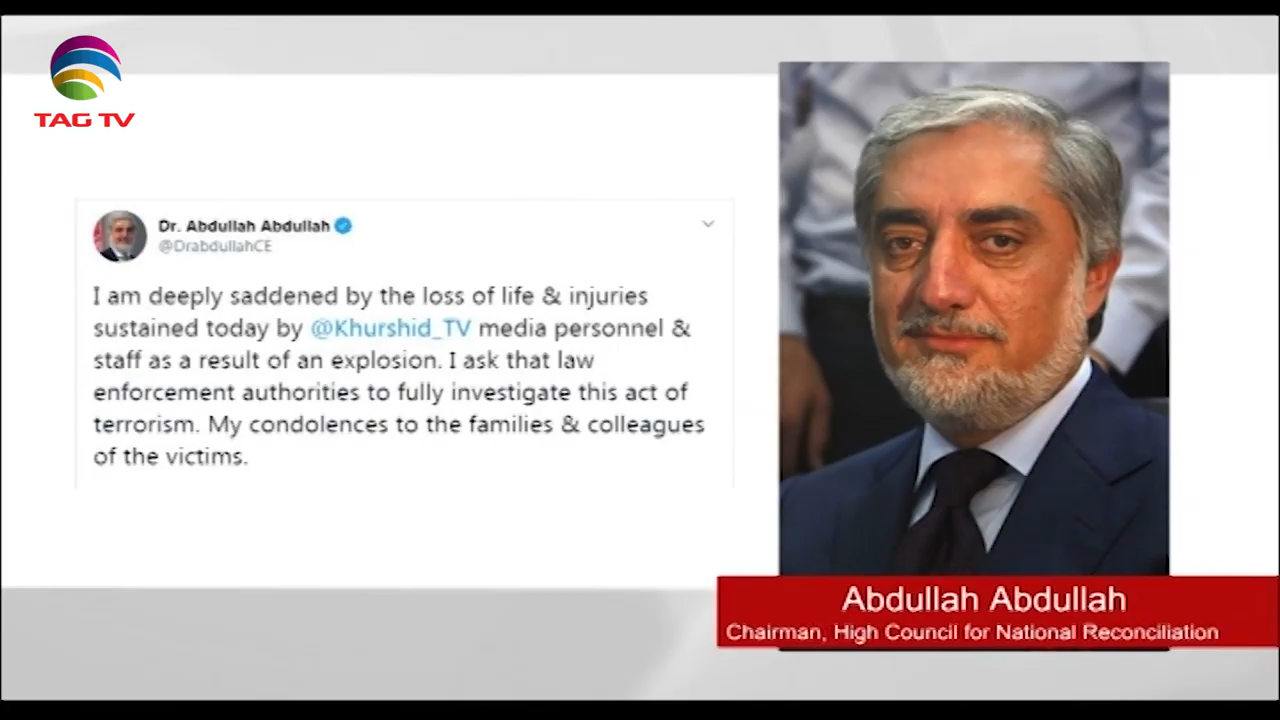 TAG TV
Dr. Abdullah Abdullah
@DrabdullahCE
I am deeply saddened by the loss of life & injuries
sustained today by @Khurshid_TV media personnel &
staff as a result of an explosion. I ask that law
enforcement authorities to fully investigate this act of
terrorism. My condolences to the families & colleagues
of the victims.
Abdullah Abdullah
Chairman, High Council for National Reconciliation